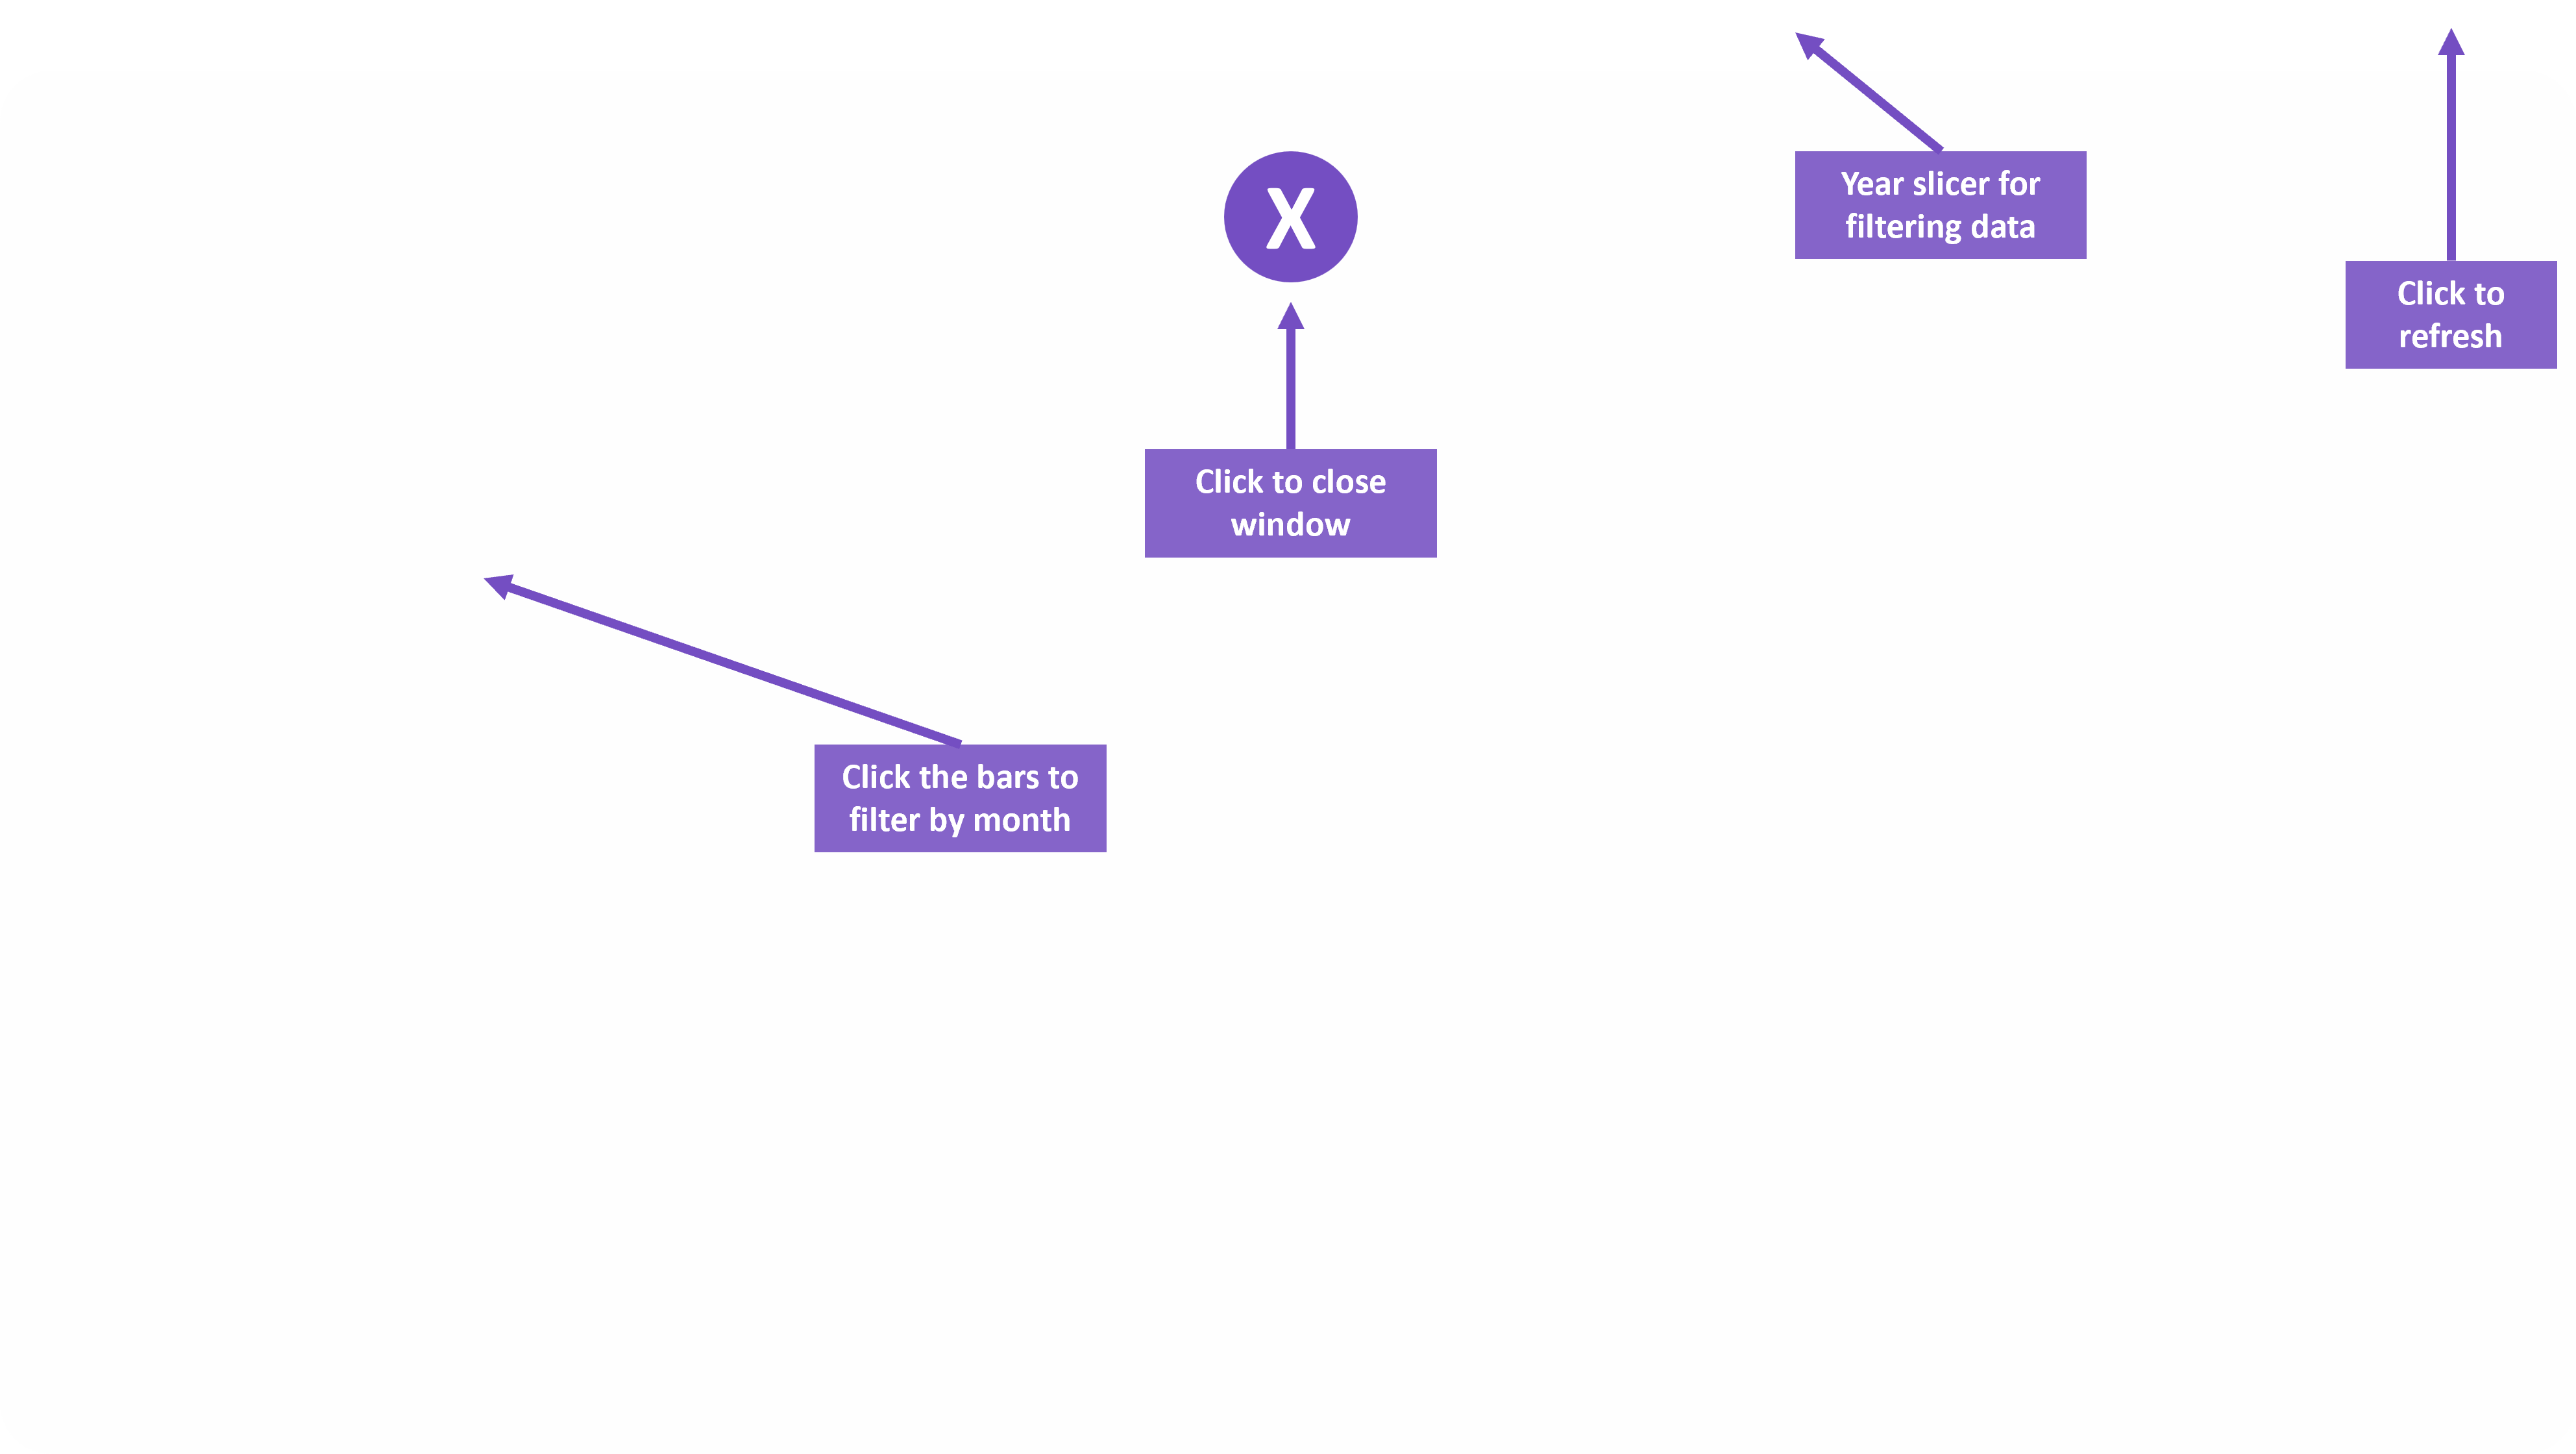 X
Year slicer for
filtering data
Click to
refresh
Click to close
window
Click the bars to
filter by month